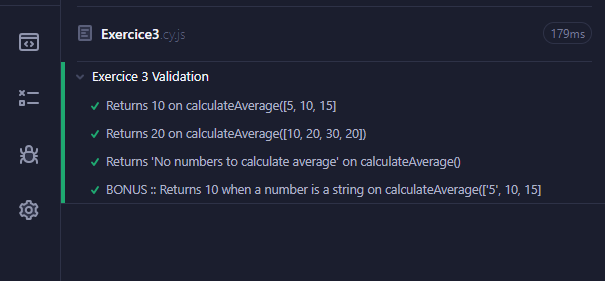 Exercice3.cy.js
179ms
Exercice 3 Validation
Returns 10 on calculateAverage([5, 10, 15]
Returns 20 on calculateAverage([10, 20, 30, 20])
Returns 'No numbers to calculate average' on calculateAverage()
BONUS :: Returns 10 when a number is a string on calculateAverage(['5', 10, 15]